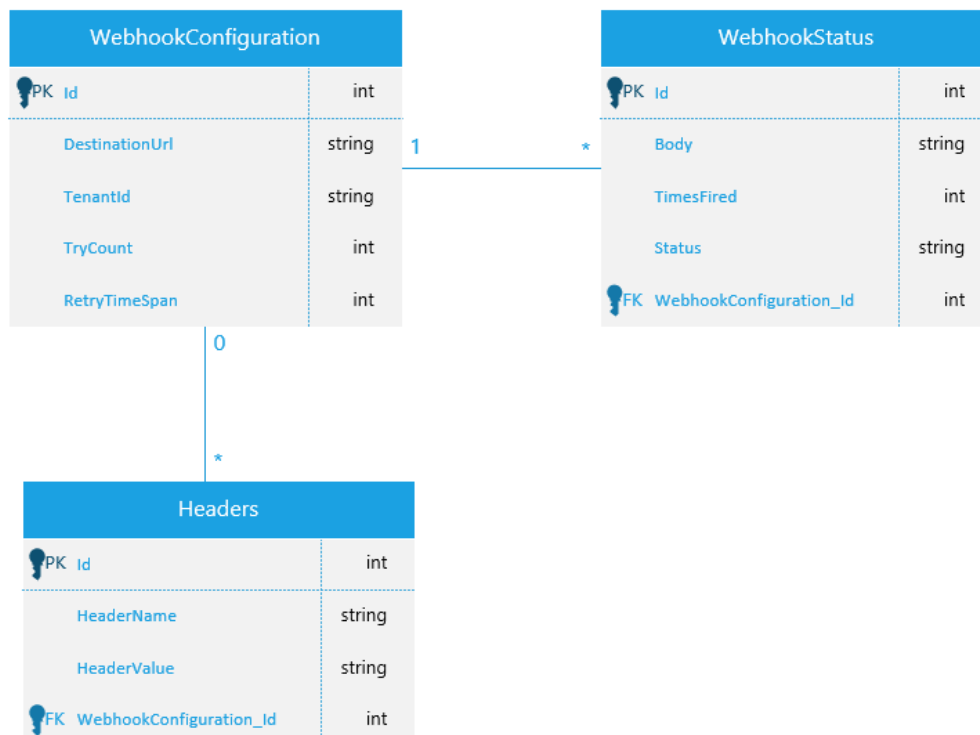 WebhookConfiguration
PK Id int
DestinationUrl string
TenantId string
TryCount int
RetryTimeSpan int
1 *
WebhookStatus
PK Id int
Body string
TimesFired int
Status string
FK WebhookConfiguration_Id int
0
*
Headers
PK Id int
HeaderName string
HeaderValue string
FK WebhookConfiguration_Id int